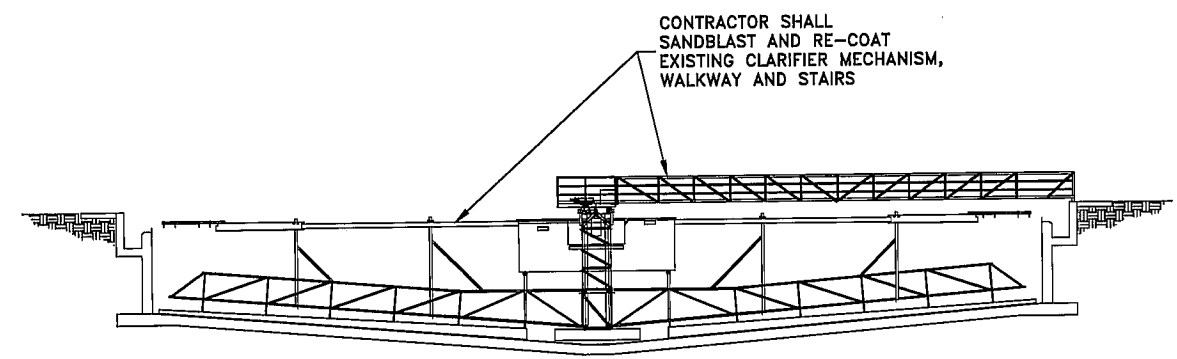 CONTRACTOR SHALL
SANDBLAST AND RE-COAT
EXISTING CLARIFIER MECHANISM,
WALKWAY AND STAIRS